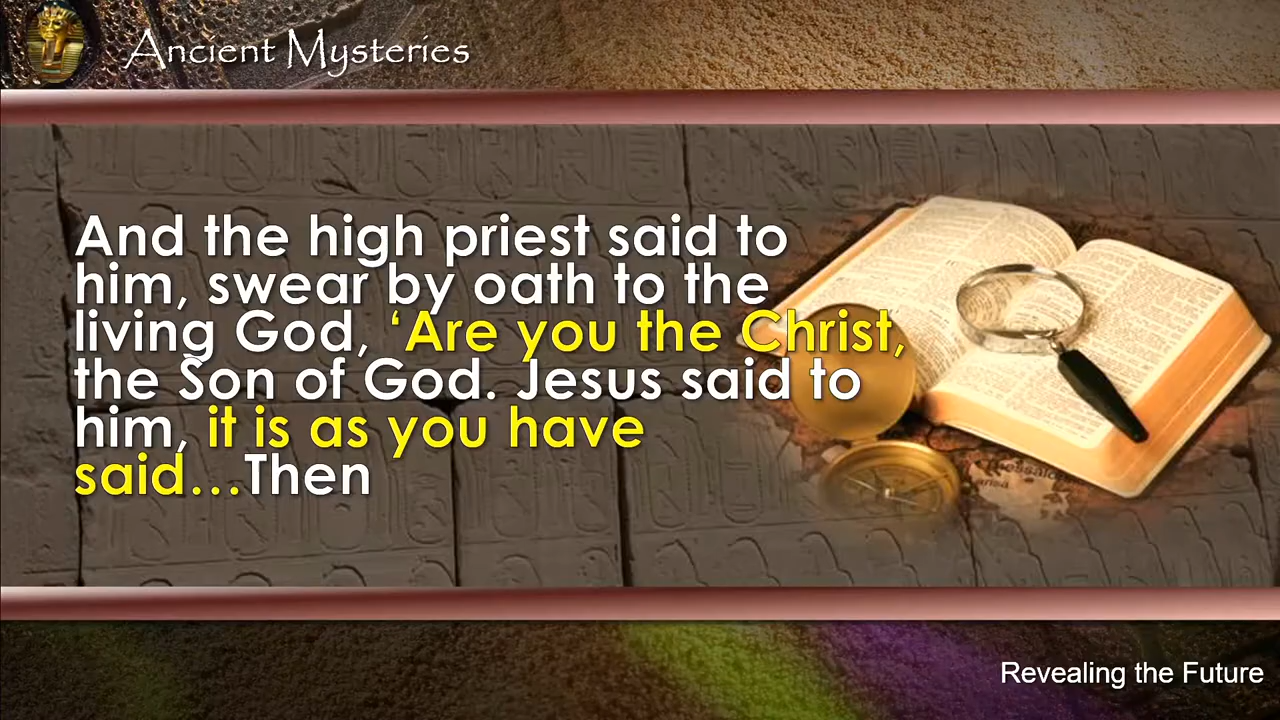 Ancient Mysteries
And the high priest said to
him, swear by oath to the
living God, ‘Are you the Christ,
the Son of God. Jesus said to
him, it is as you have
said...Then
Revealing the Future